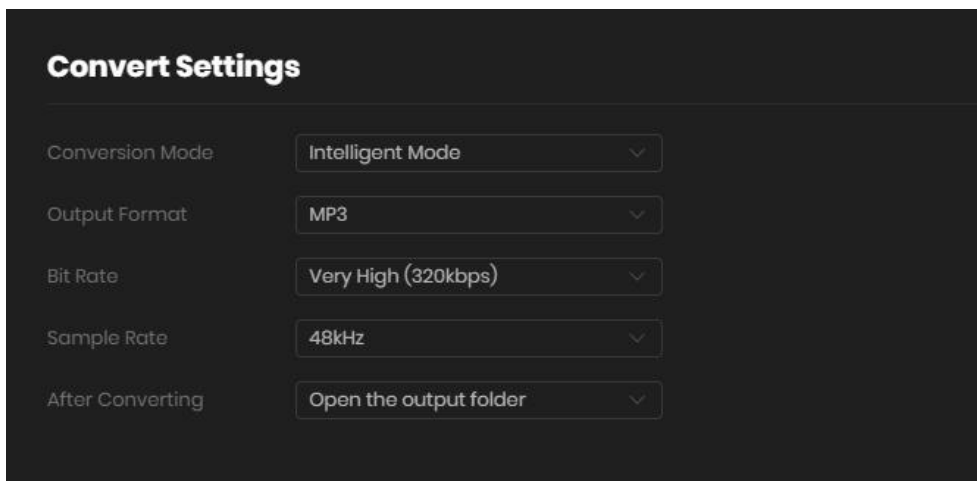 Convert Settings
Conversion Mode Intelligent Mode
Output Format MP3
Bit Rate Very High (320kbps)
Sample Rate 48kHz
After Converting Open the output folder